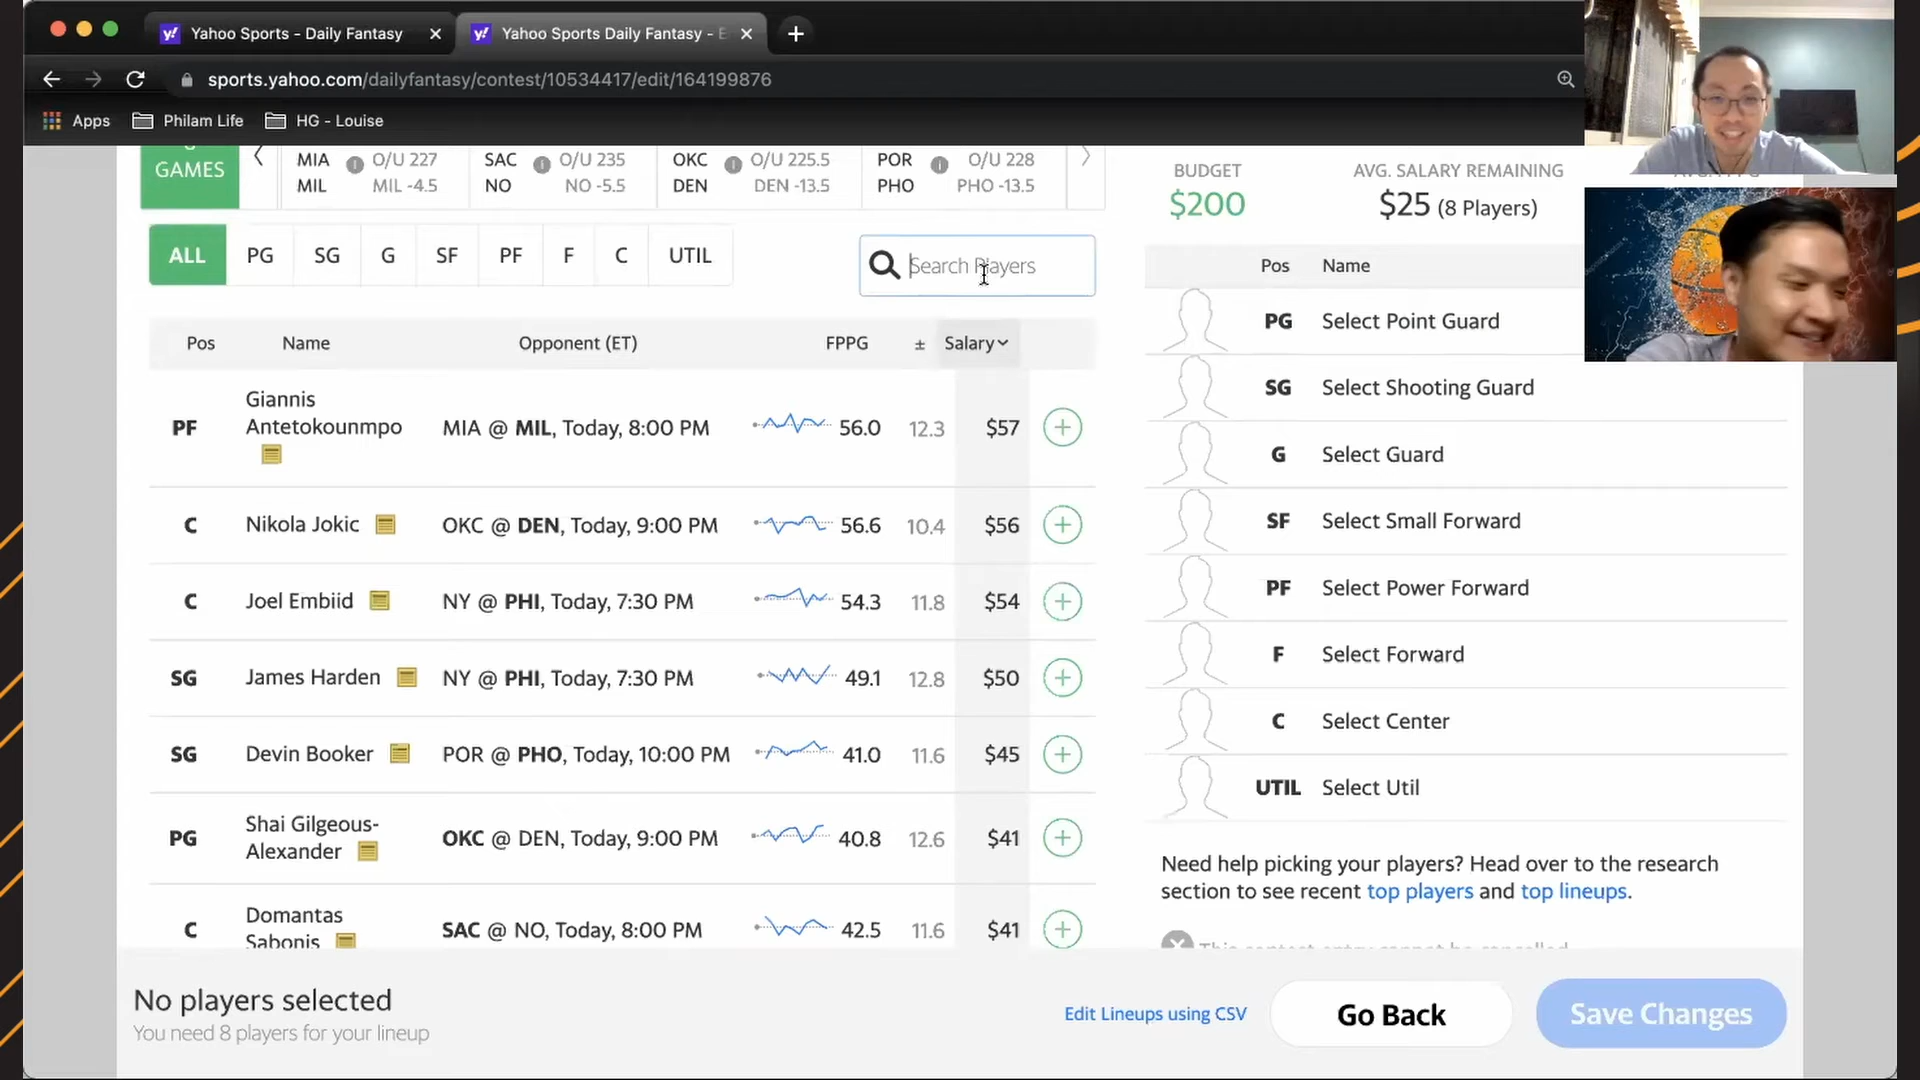 Yahoo Sports - Daily Fantasy
Yahoo Sports Daily Fantasy - E
sports.yahoo.com/dailyfantasy/contest/10534417/edit/164199876
Apps
Philam Life
HG - Louise
GAMES
MIA O/U 227
MIL MIL -4.5
SAC O/U 235
NO NO -5.5
OKC O/U 225.5
DEN DEN -13.5
POR O/U 228
PHO PHO -13.5
BUDGET
$200
AVG. SALARY REMAINING
$25 (8 Players)
ALL PG SG G SF PF F C UTIL
Search Players
Pos Name Opponent (ET) FPPG ± Salary
PF Giannis Antetokounmpo MIA @ MIL, Today, 8:00 PM 56.0 12.3 $57
C Nikola Jokic OKC @ DEN, Today, 9:00 PM 56.6 10.4 $56
C Joel Embiid NY @ PHI, Today, 7:30 PM 54.3 11.8 $54
SG James Harden NY @ PHI, Today, 7:30 PM 49.1 12.8 $50
SG Devin Booker POR @ PHO, Today, 10:00 PM 41.0 11.6 $45
PG Shai Gilgeous-Alexander OKC @ DEN, Today, 9:00 PM 40.8 12.6 $41
C Domantas Sabonis SAC @ NO, Today, 8:00 PM 42.5 11.6 $41
Pos Name
PG Select Point Guard
SG Select Shooting Guard
G Select Guard
SF Select Small Forward
PF Select Power Forward
F Select Forward
C Select Center
UTIL Select Util
Need help picking your players? Head over to the research
section to see recent top players and top lineups.
This contest entry cannot be cancelled
No players selected
You need 8 players for your lineup
Edit Lineups using CSV
Go Back
Save Changes